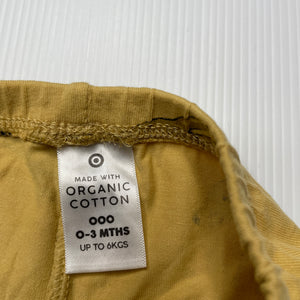 MADE WITH
ORGANIC
COTTON
000
0-3 MTHS
UP TO 6KGS